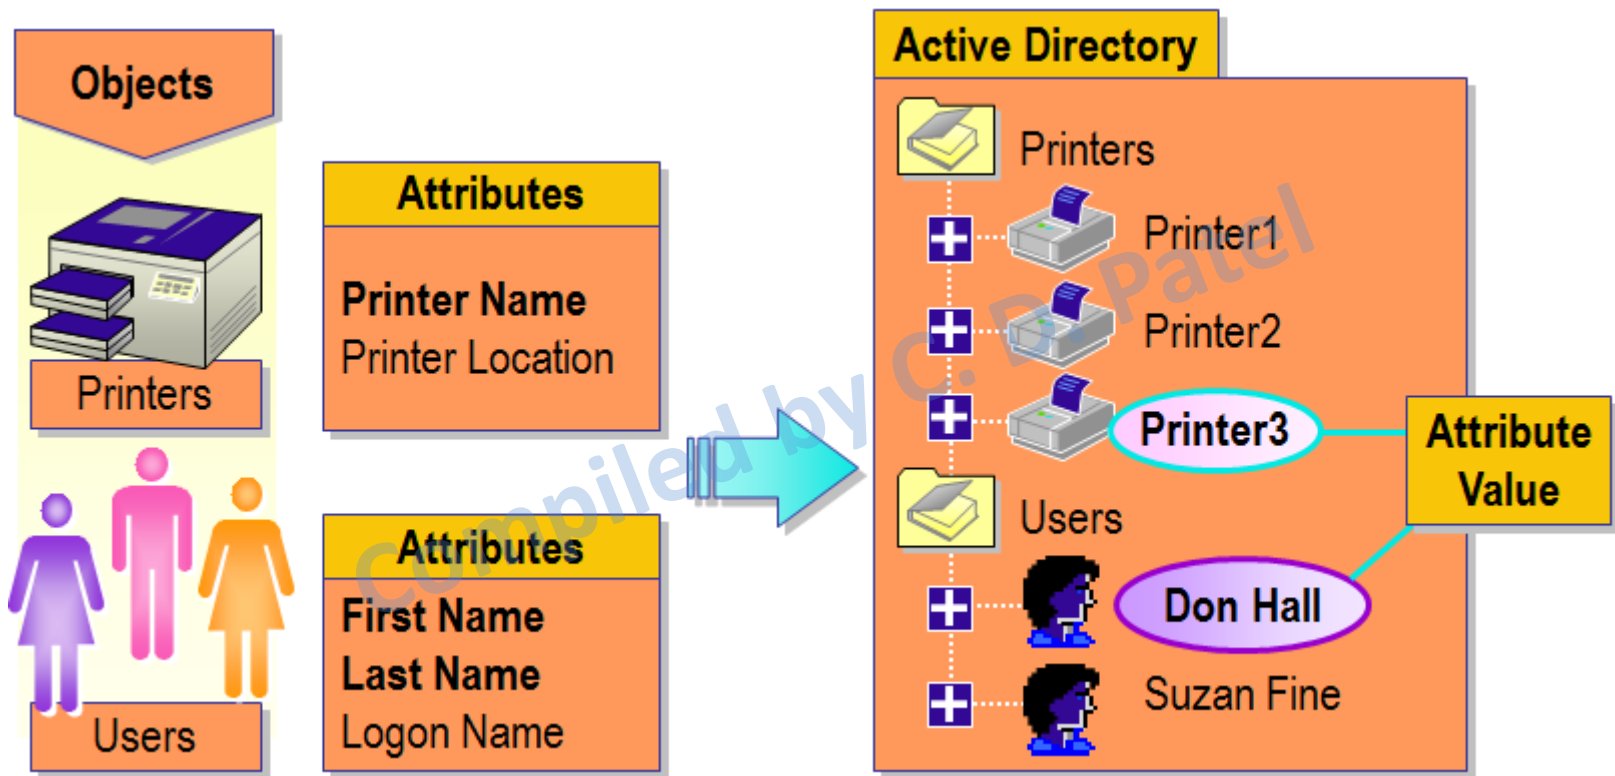 Objects
Printers
Users
Attributes
Printer Name
Printer Location
Attributes
First Name
Last Name
Logon Name
Active Directory
Printers
Printer1
Printer2
Printer3
Users
Don Hall
Suzan Fine
Attribute
Value
Compiled by C. D. Patel